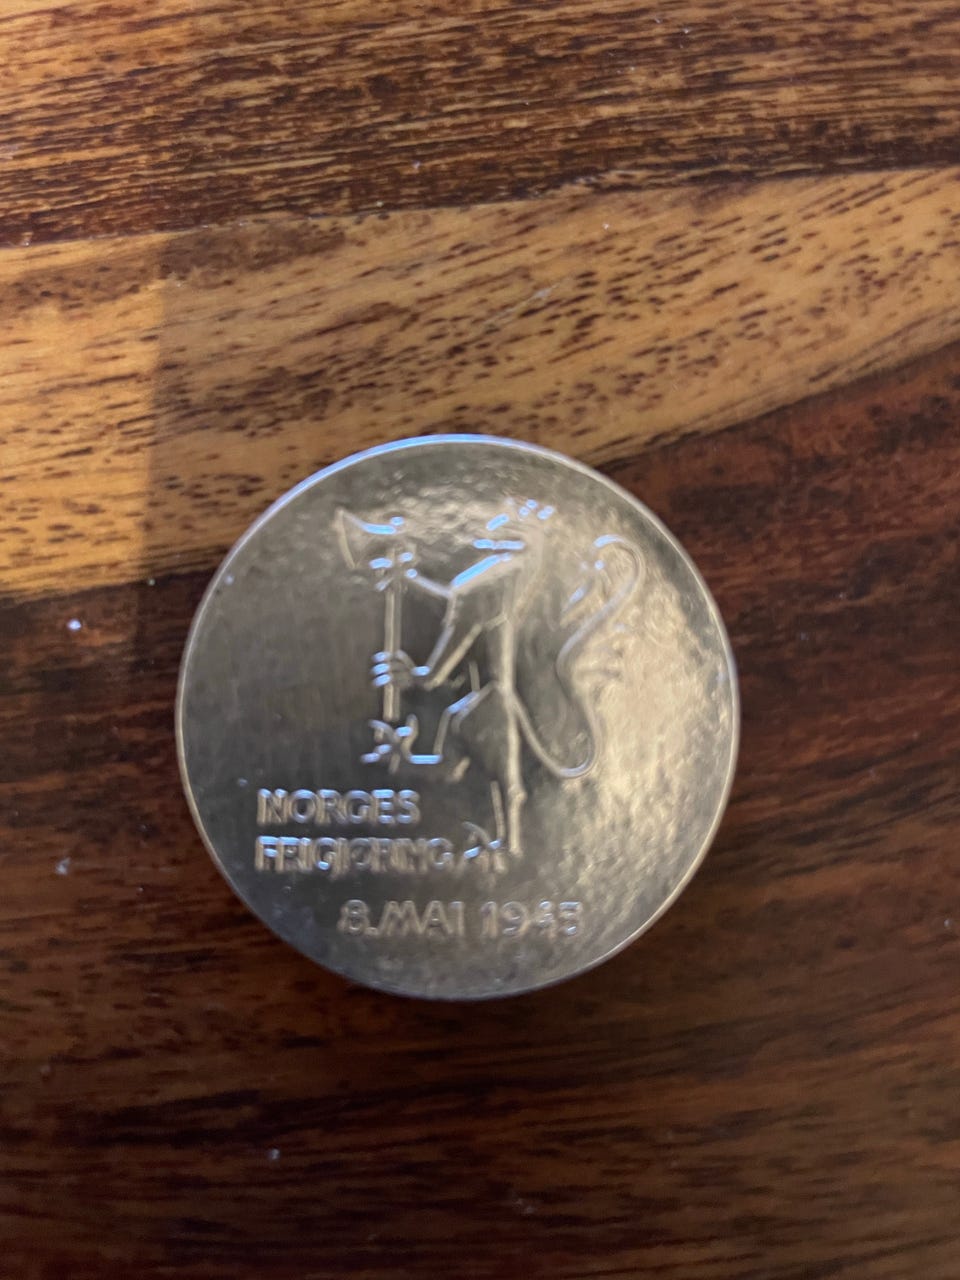 NORGES
FRIGJØRING
8. MAI 1945